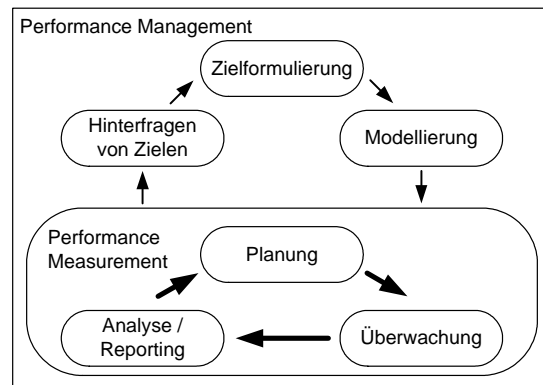 Performance Management
Zielformulierung
Hinterfragen
von Zielen
Modellierung
Performance
Measurement
Planung
Analyse /
Reporting
Überwachung